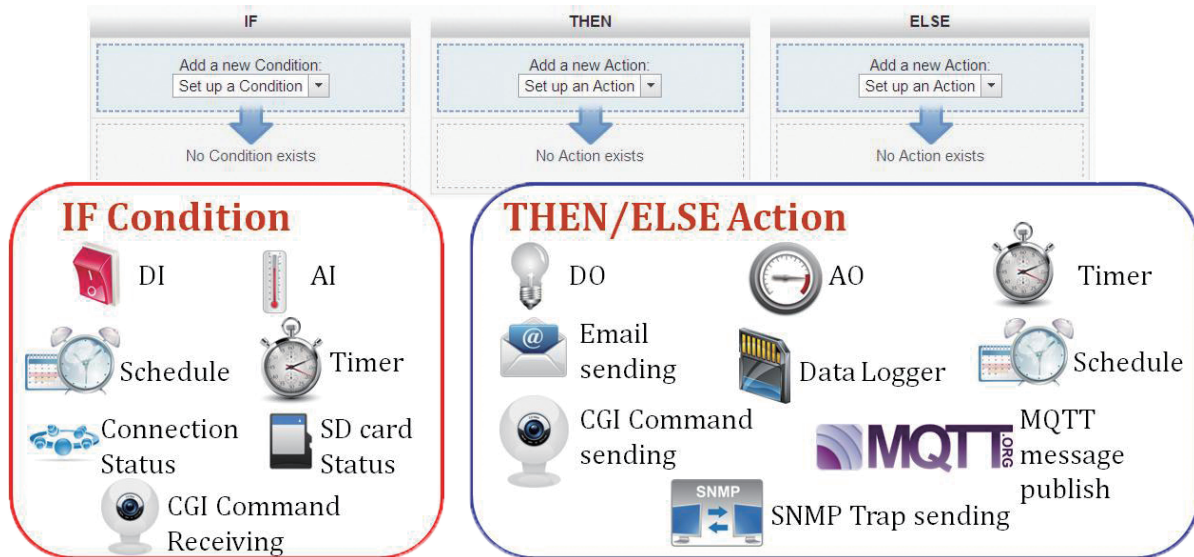 IF
THEN
ELSE
Add a new Condition:
Set up a Condition
Add a new Action:
Set up an Action
Add a new Action:
Set up an Action
No Condition exists
No Action exists
No Action exists
IF Condition
DI
AI
Schedule
Timer
Connection
Status
SD card
Status
CGI Command
Receiving
THEN/ELSE Action
DO
AO
Timer
@
Email
sending
Data Logger
Schedule
CGI Command
sending
MQTT.ORG
MQTT
message
publish
SNMP
SNMP Trap sending